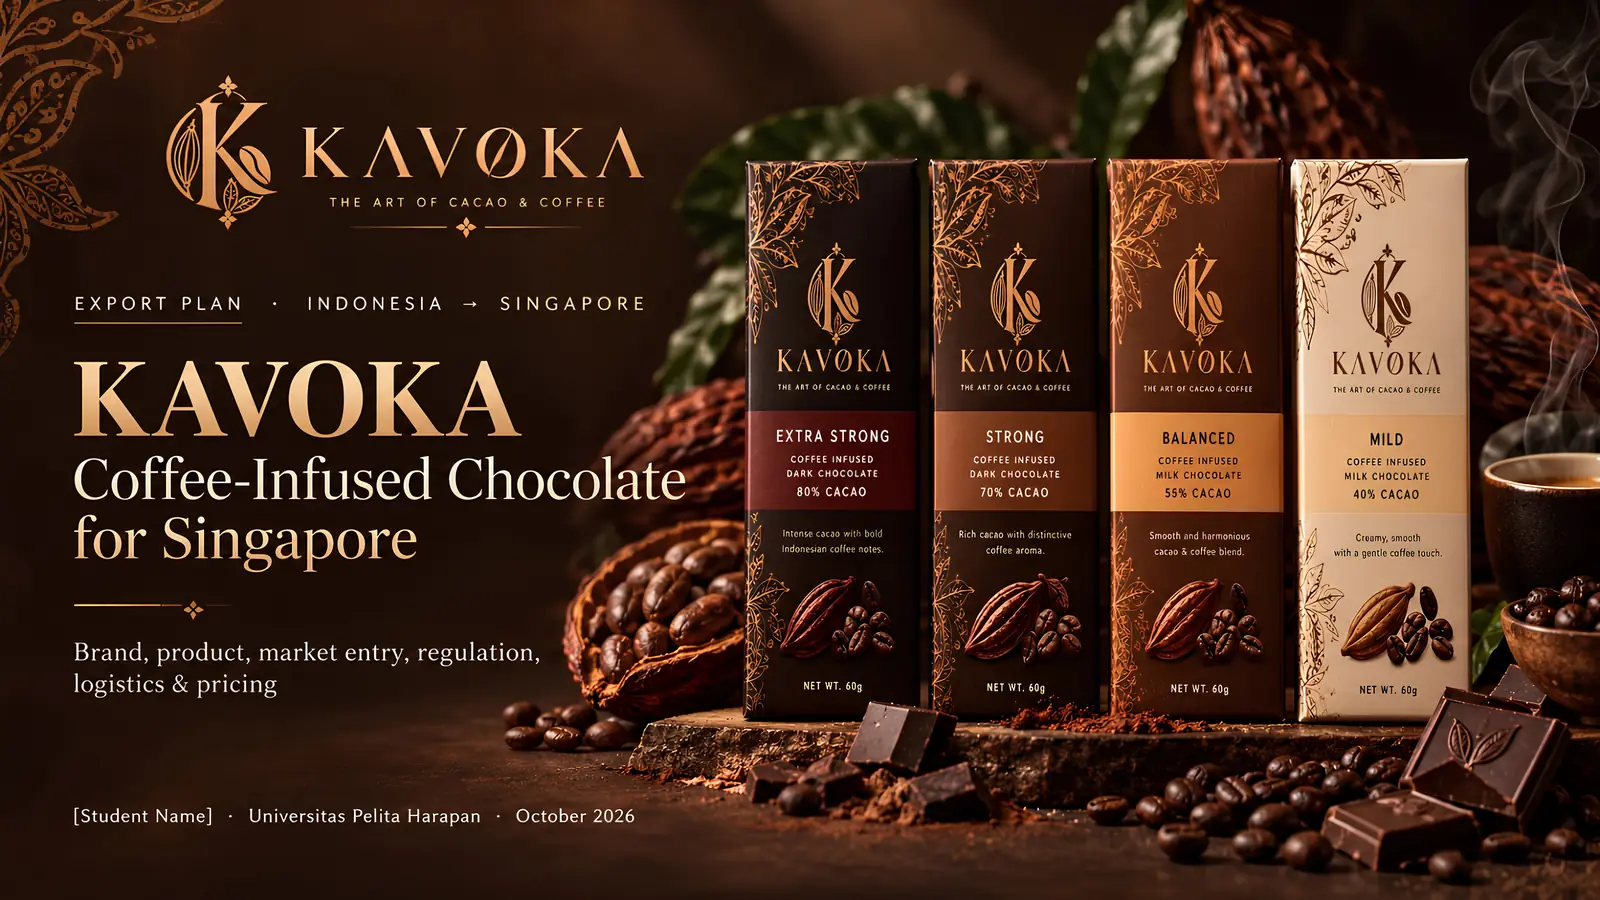 KAVØKA
THE ART OF CACAO & COFFEE
EXPORT PLAN · INDONESIA → SINGAPORE
KAVOKA
Coffee-Infused Chocolate
for Singapore
Brand, product, market entry, regulation,
logistics & pricing
[Student Name] · Universitas Pelita Harapan · October 2026
K
KAVØKA
THE ART OF CACAO & COFFEE
EXTRA STRONG
COFFEE INFUSED
DARK CHOCOLATE
80% CACAO
Intense cacao with bold
Indonesian coffee notes.
NET WT. 60g
K
KAVØKA
THE ART OF CACAO & COFFEE
STRONG
COFFEE INFUSED
DARK CHOCOLATE
70% CACAO
Rich cacao with distinctive
coffee aroma.
NET WT. 60g
K
KAVØKA
THE ART OF CACAO & COFFEE
BALANCED
COFFEE INFUSED
MILK CHOCOLATE
55% CACAO
Smooth and harmonious
cacao & coffee blend.
NET WT. 60g
K
KAVØKA
THE ART OF CACAO & COFFEE
MILD
COFFEE INFUSED
MILK CHOCOLATE
40% CACAO
Creamy, smooth
with a gentle coffee touch.
NET WT. 60g